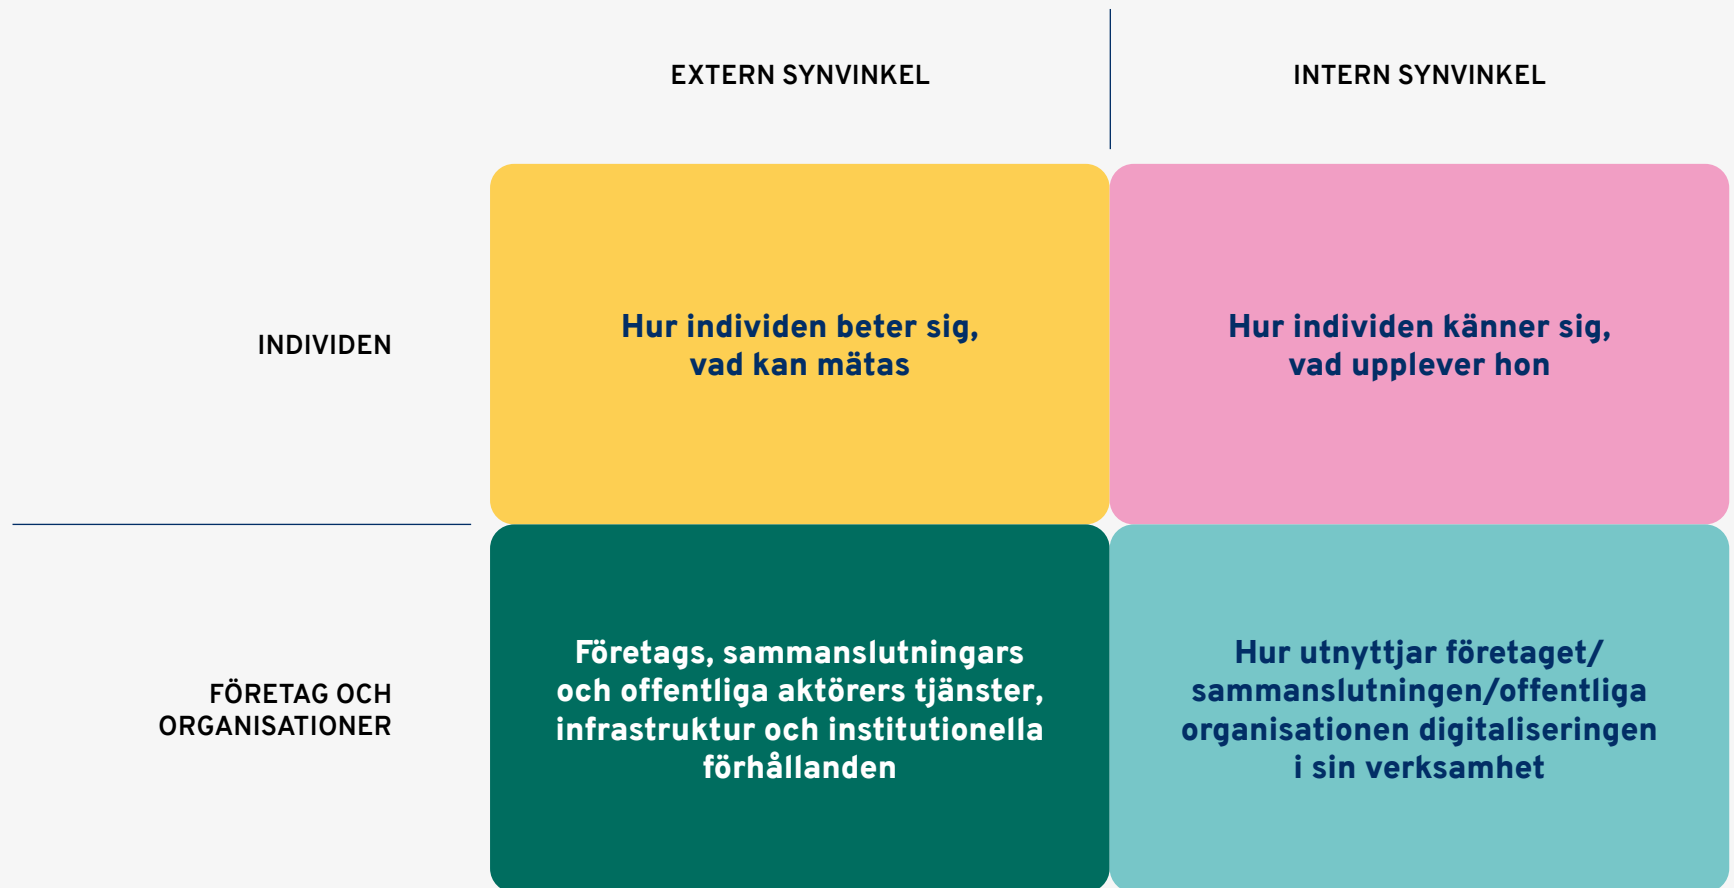 EXTERN SYNVINKEL
INTERN SYNVINKEL
INDIVIDEN
Hur individen beter sig,
vad kan mätas
Hur individen känner sig,
vad upplever hon
FÖRETAG OCH
ORGANISATIONER
Företags, sammanslutningars
och offentliga aktörers tjänster,
infrastruktur och institutionella
förhållanden
Hur utnyttjar företaget/
sammanslutningen/offentliga
organisationen digitaliseringen
i sin verksamhet